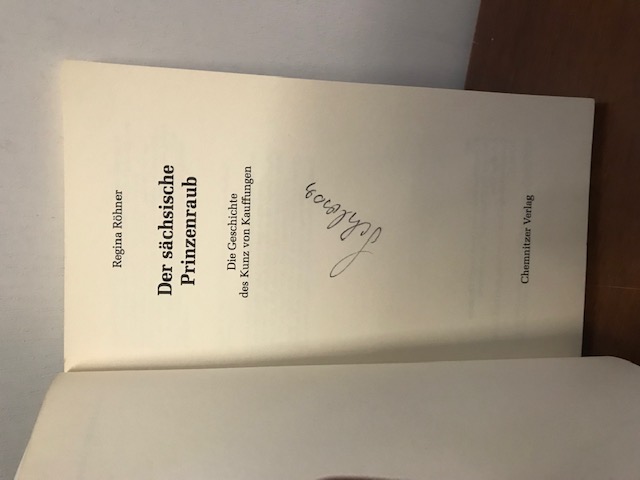 Regina Röhner
Der sächsische
Prinzenraub
Die Geschichte
des Kunz von Kauffungen
Chemnitzer Verlag